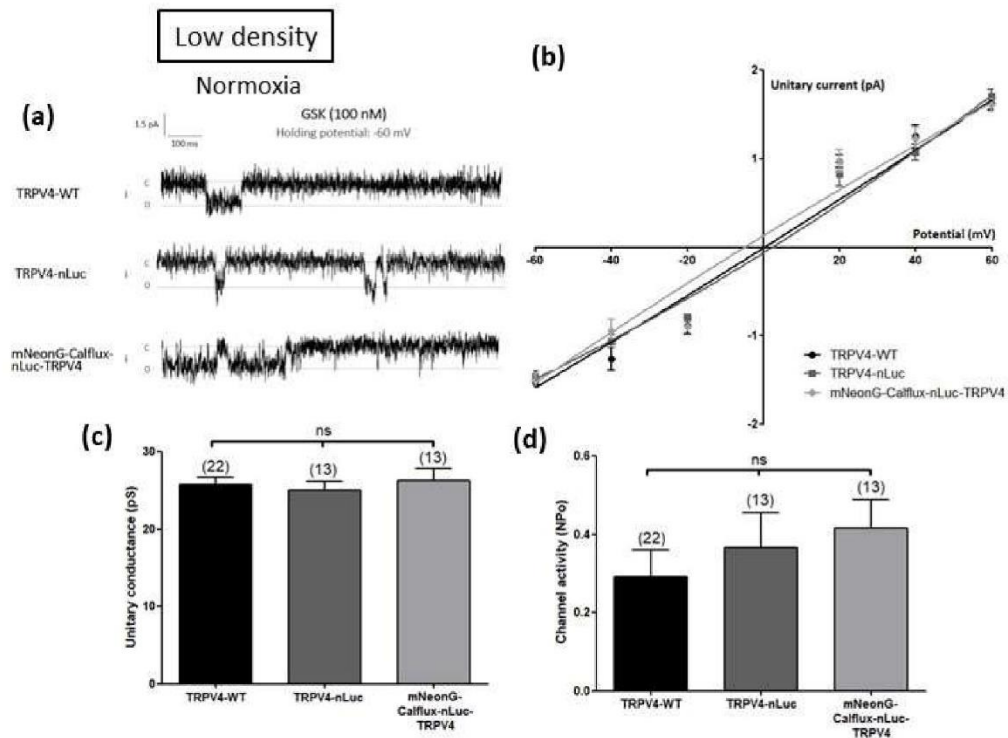 Low density
Normoxia
(a)
1.5 pA
100 ms
GSK (100 nM)
Holding potential: -60 mV
TRPV4-WT
C
O
TRPV4-nLuc
C
O
mNeonG-Calflux-
nLuc-TRPV4
C
O
(b)
2
Unitary current (pA)
1
Potential (mV)
-60 -40 -20 20 40 60
-1
-2
TRPV4-WT
TRPV4-nLuc
mNeonG-Calflux-nLuc-TRPV4
(c)
ns
(22) (13) (13)
30
20
10
0
Unitary conductance (pS)
TRPV4-WT TRPV4-nLuc mNeonG-
Calflux-nLuc-
TRPV4
(d)
ns
(22) (13) (13)
0.6
0.4
0.2
0.0
Channel activity (NPo)
TRPV4-WT TRPV4-nLuc mNeonG-
Calflux-nLuc-
TRPV4